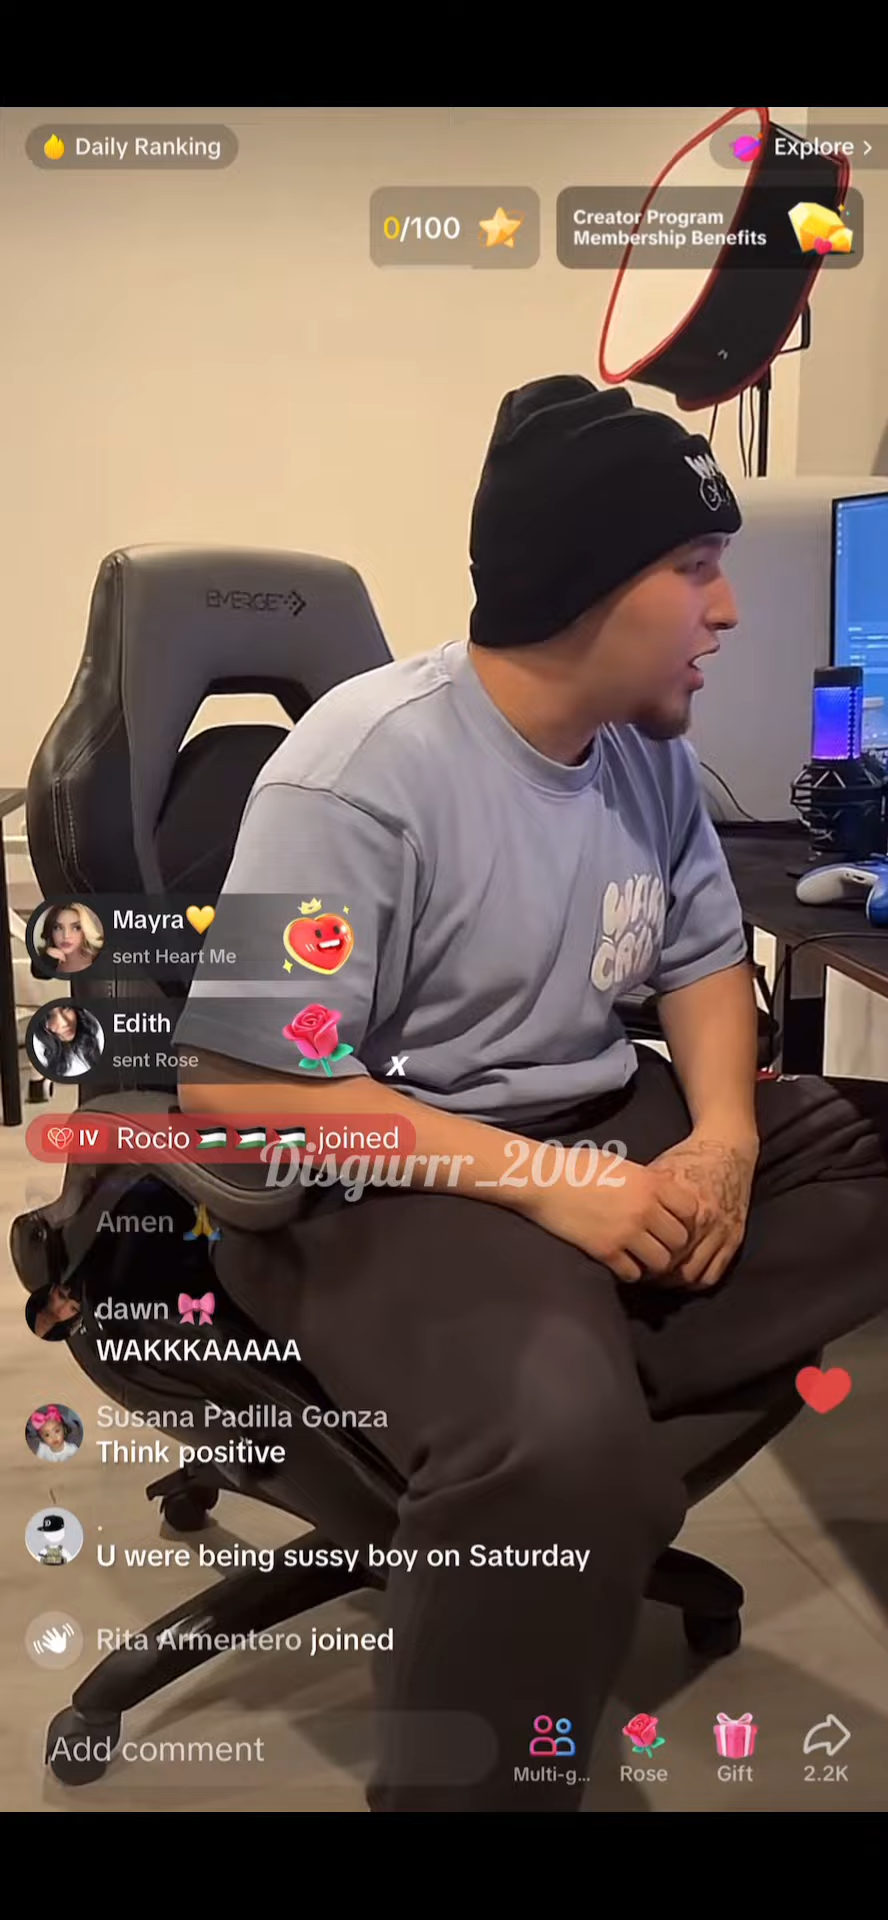 Daily Ranking
Explore >
0/100
Creator Program
Membership Benefits
EMERGE
Mayra💛
sent Heart Me
Edith
sent Rose
x
IV Rocio 🇵🇸🇵🇸🇵🇸 joined
Disgurrr_2002
Amen 🙏
dawn 🎀
WAKKKAAAAA
Susana Padilla Gonza
Think positive
.
U were being sussy boy on Saturday
Rita Armentero joined
Add comment
Multi-g...
Rose
Gift
2.2K